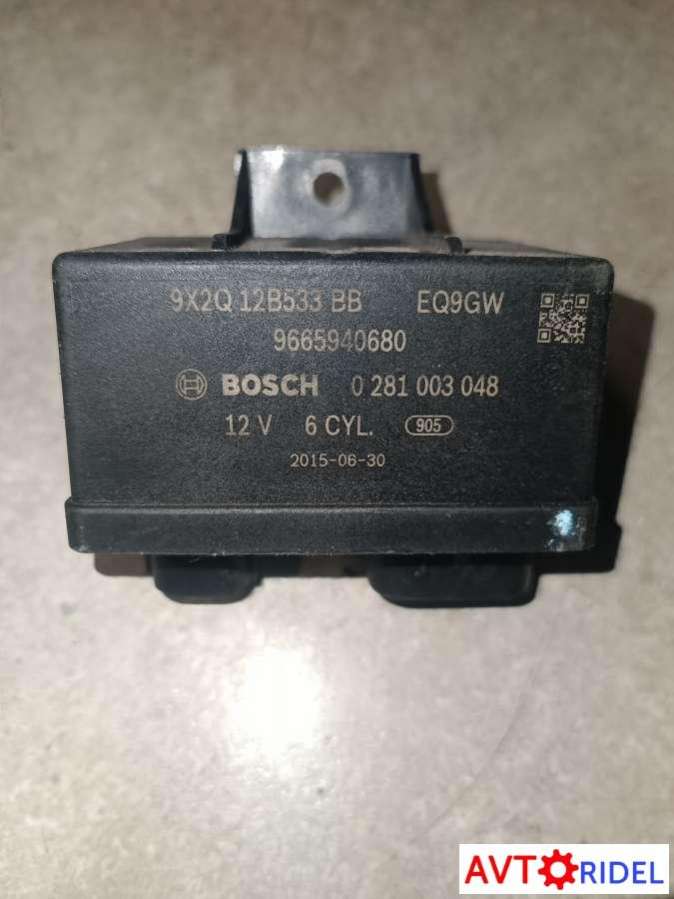 9X2Q 12B533 BB EQ9GW
9665940680
BOSCH 0 281 003 048
12 V 6 CYL. 905
2015-06-30
AVTORIDEL